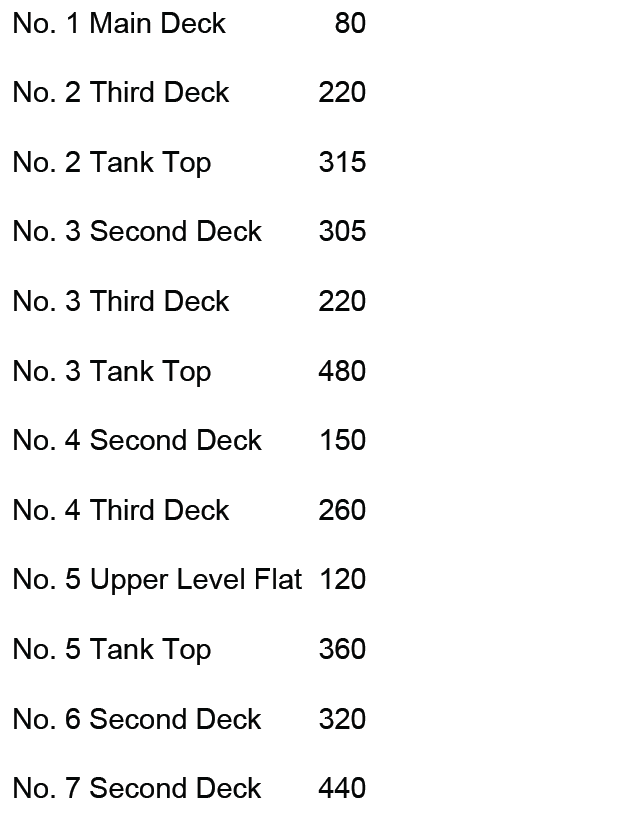 No. 1 Main Deck 80
No. 2 Third Deck 220
No. 2 Tank Top 315
No. 3 Second Deck 305
No. 3 Third Deck 220
No. 3 Tank Top 480
No. 4 Second Deck 150
No. 4 Third Deck 260
No. 5 Upper Level Flat 120
No. 5 Tank Top 360
No. 6 Second Deck 320
No. 7 Second Deck 440